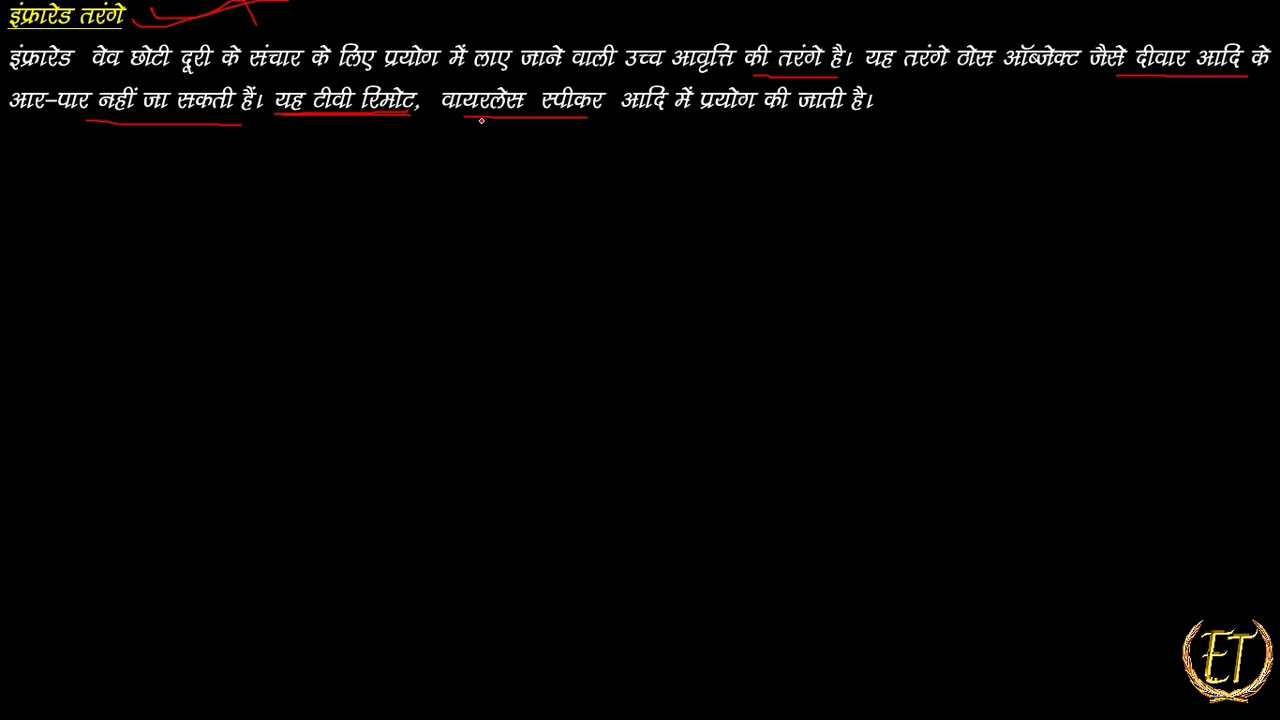 इंफ्रारेड तरंगे
इंफ्रारेड वेव छोटी दूरी के संचार के लिए प्रयोग में लाए जाने वाली उच्च आवृत्ति की तरंगे है। यह तरंगे ठोस ऑब्जेक्ट जैसे दीवार आदि के
आर-पार नहीं जा सकती हैं। यह टीवी रिमोट, वायरलेस स्पीकर आदि में प्रयोग की जाती है।
ET